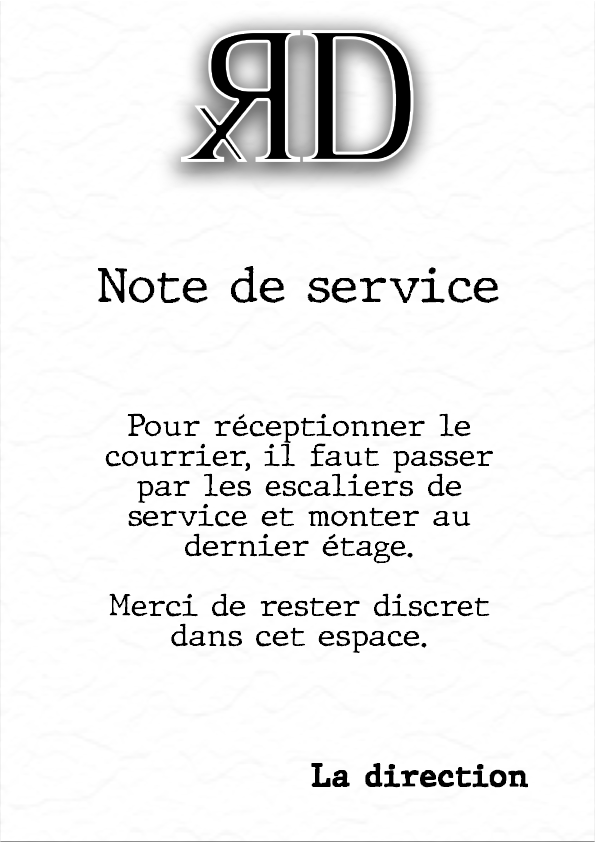 RD
x
Note de service
Pour réceptionner le
courrier, il faut passer
par les escaliers de
service et monter au
dernier étage.
Merci de rester discret
dans cet espace.
La direction